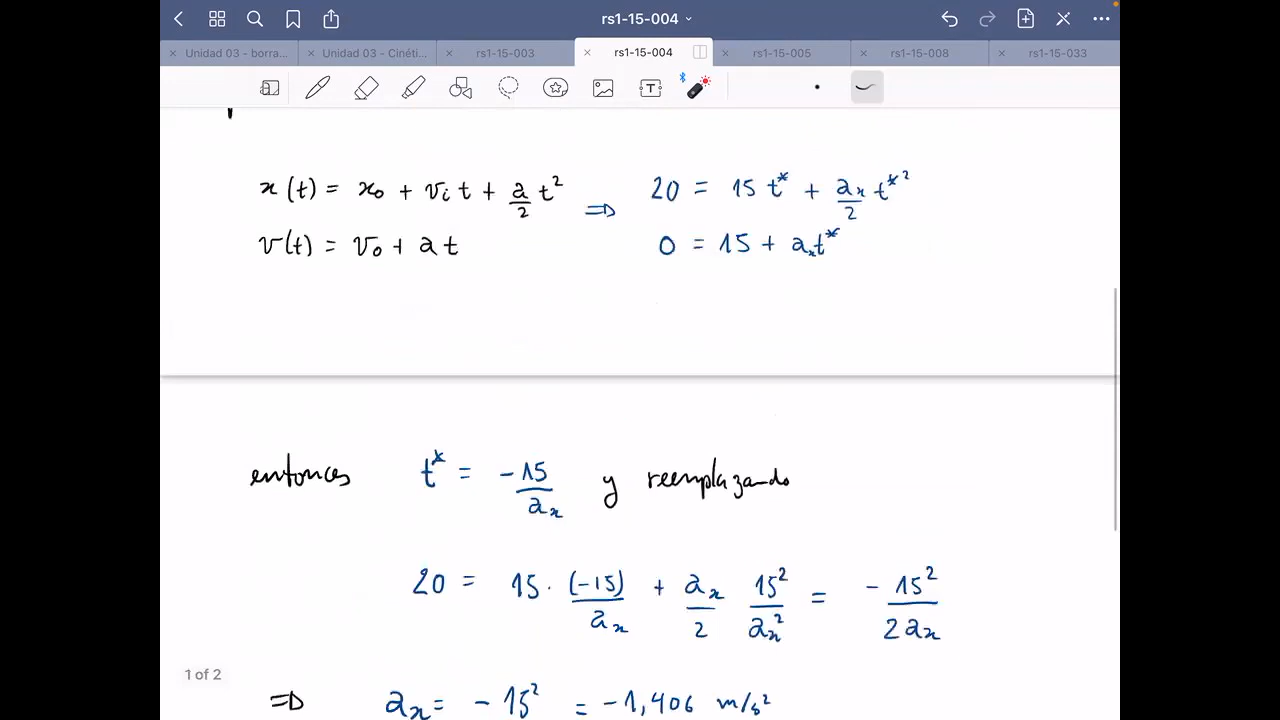 rs1-15-004
Unidad 03 - borra... Unidad 03 - Cinéti... rs1-15-003 rs1-15-004 rs1-15-005 rs1-15-008 rs1-15-033
x(t) = x₀ + vᵢ t + a/2 t² ⇒ 20 = 15 t* + aₓ/2 t*²
v(t) = v₀ + a t 0 = 15 + aₓt*
entonces t* = -15/aₓ y reemplazando
20 = 15 · (-15)/aₓ + aₓ/2 15²/aₓ² = - 15²/2aₓ
1 of 2
⇒ aₓ = - 15² = -1,406 m/s²